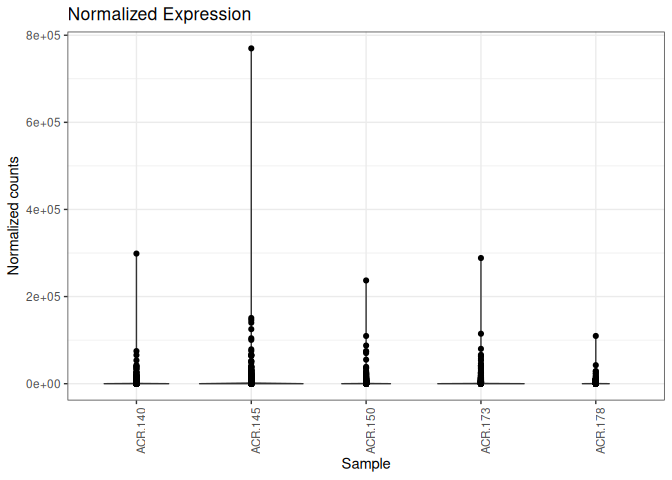 Normalized Expression
8e+05
6e+05
4e+05
2e+05
0e+00
Normalized counts
ACR.140
ACR.145
ACR.150
ACR.173
ACR.178
Sample